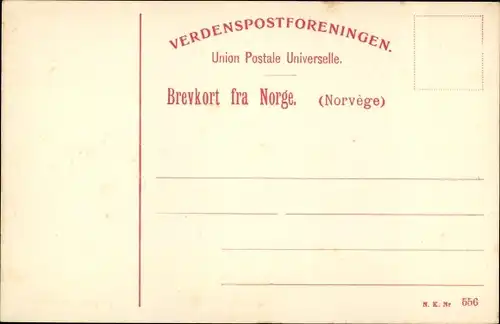 VERDENSPOSTFORENINGEN.
Union Postale Universelle.
Brevkort fra Norge. (Norvège)
N. K. Nr 556